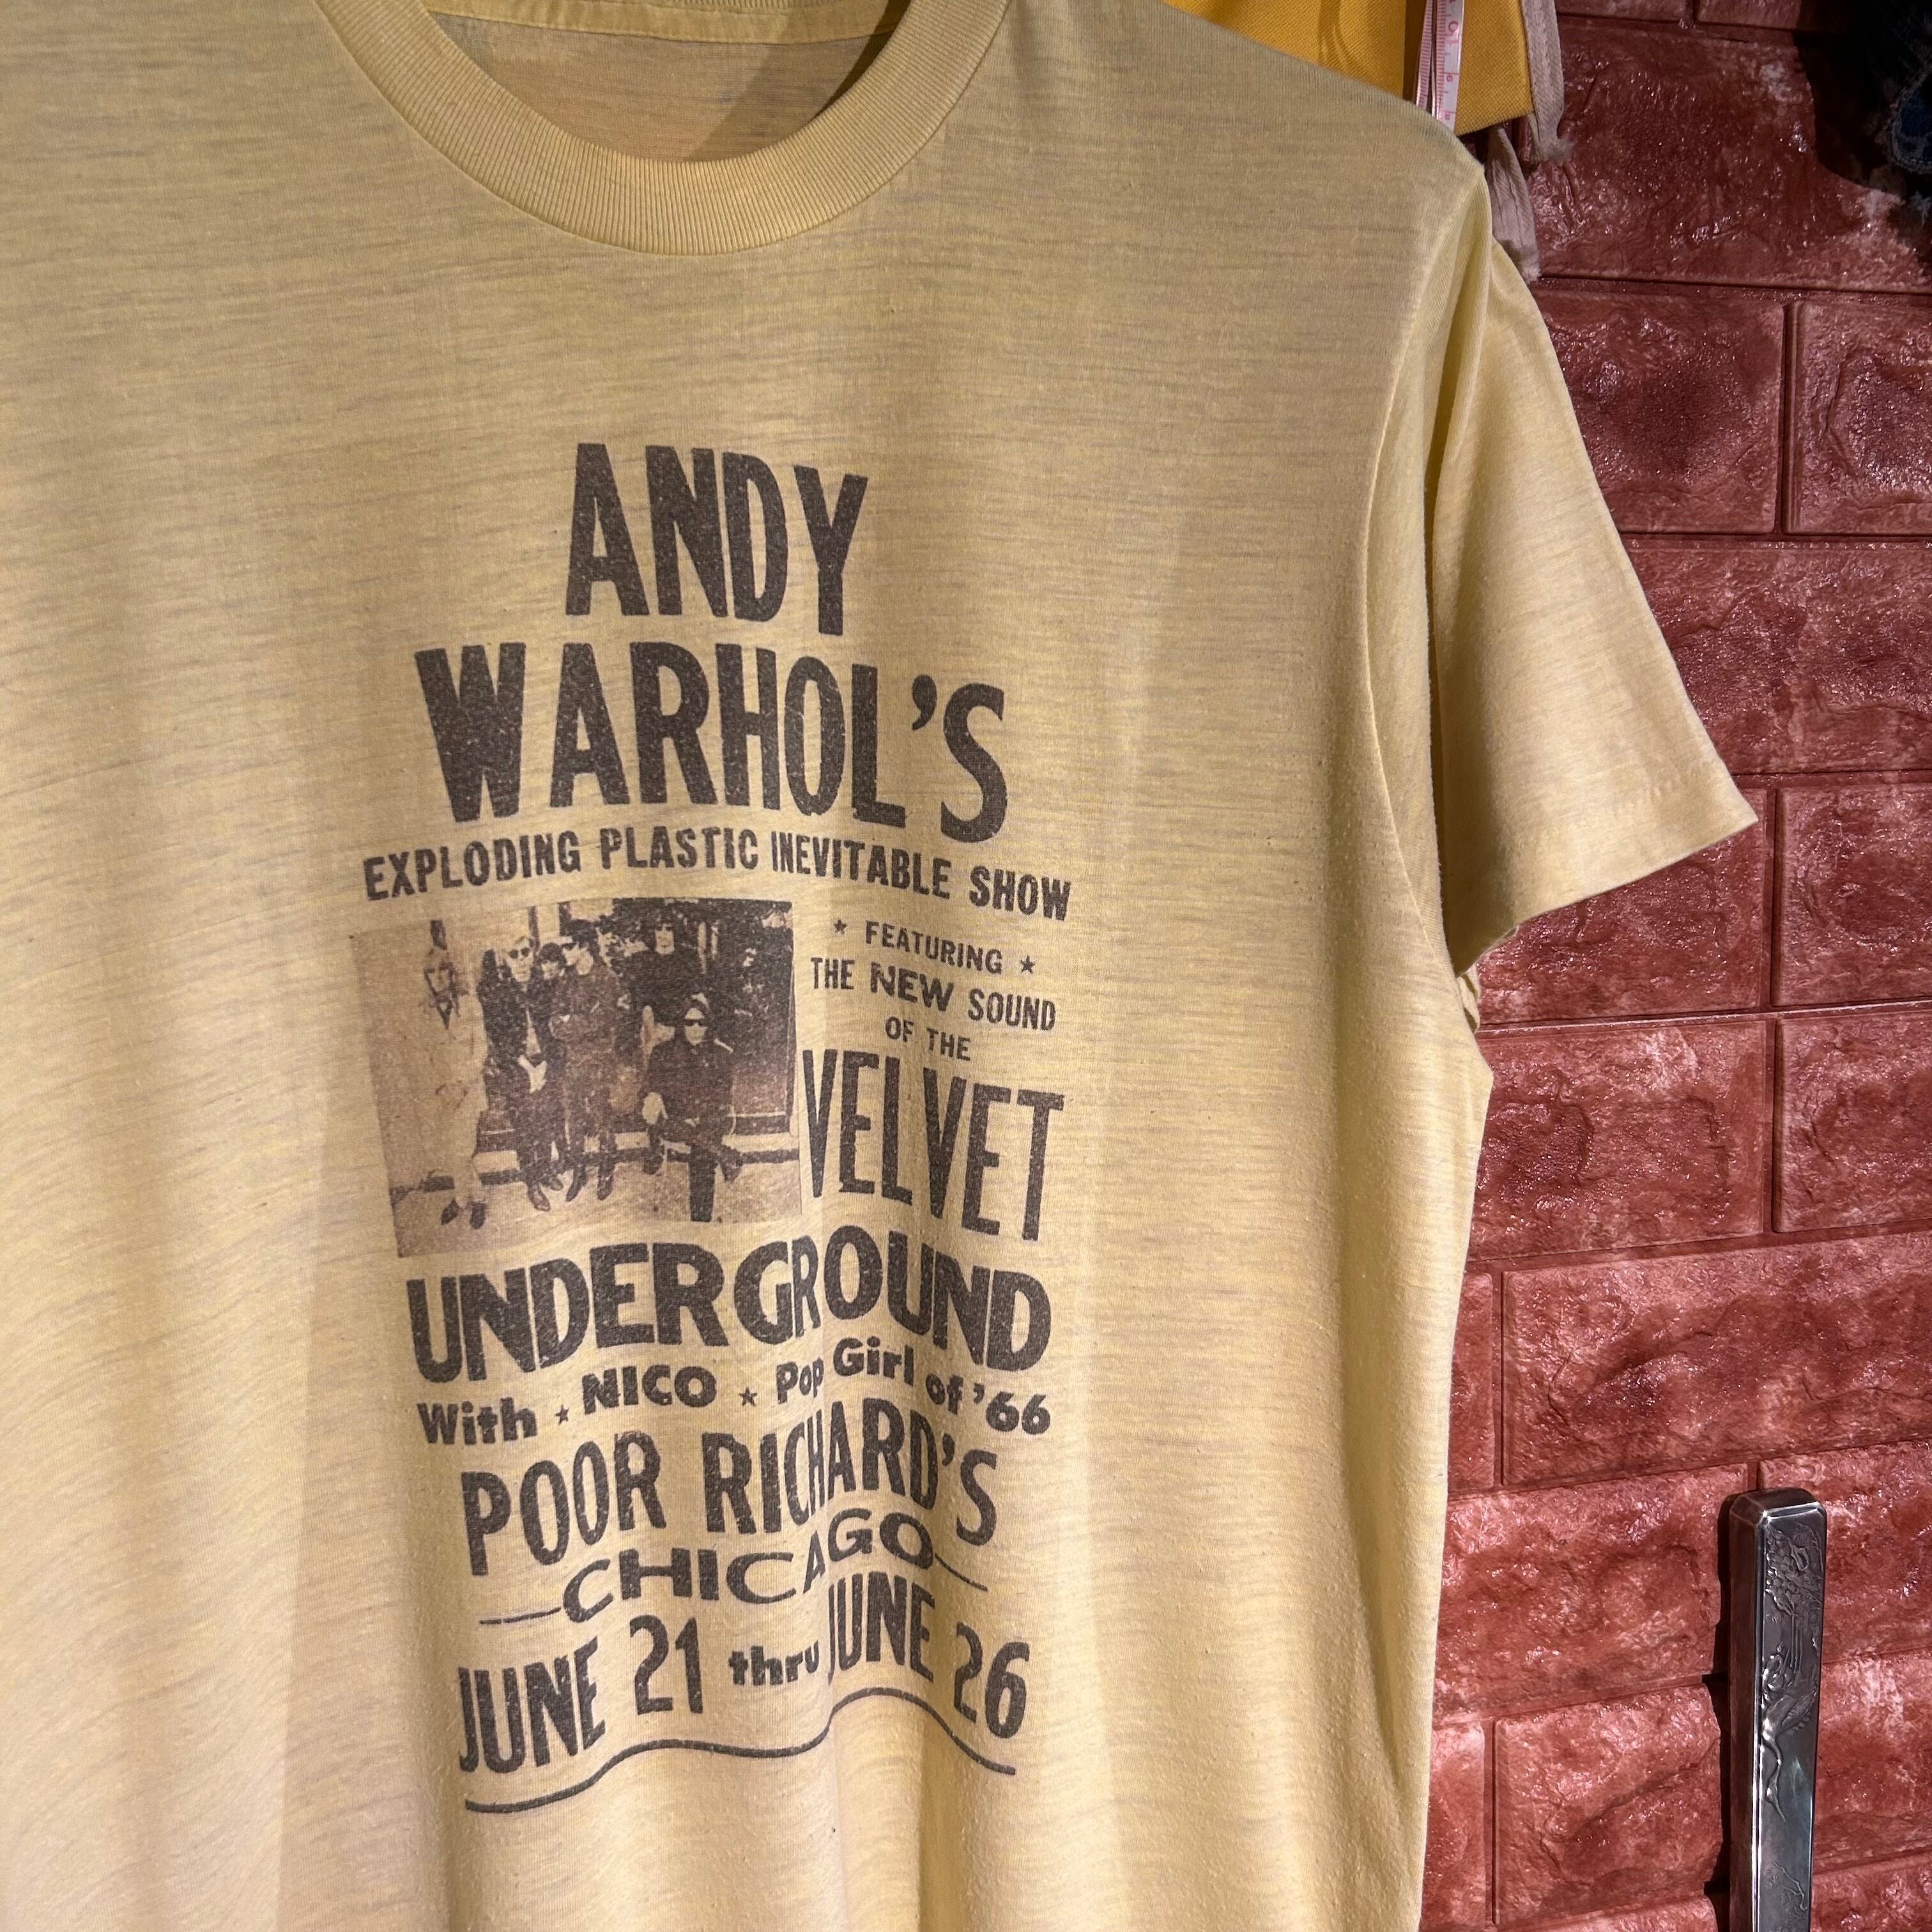 ANDY
WARHOL'S
EXPLODING PLASTIC INEVITABLE SHOW
★ FEATURING ★
THE NEW SOUND
OF THE
VELVET
UNDERGROUND
With ★ NICO ★ Pop Girl of '66
POOR RICHARD'S
—CHICAGO—
JUNE 21 thru JUNE 26